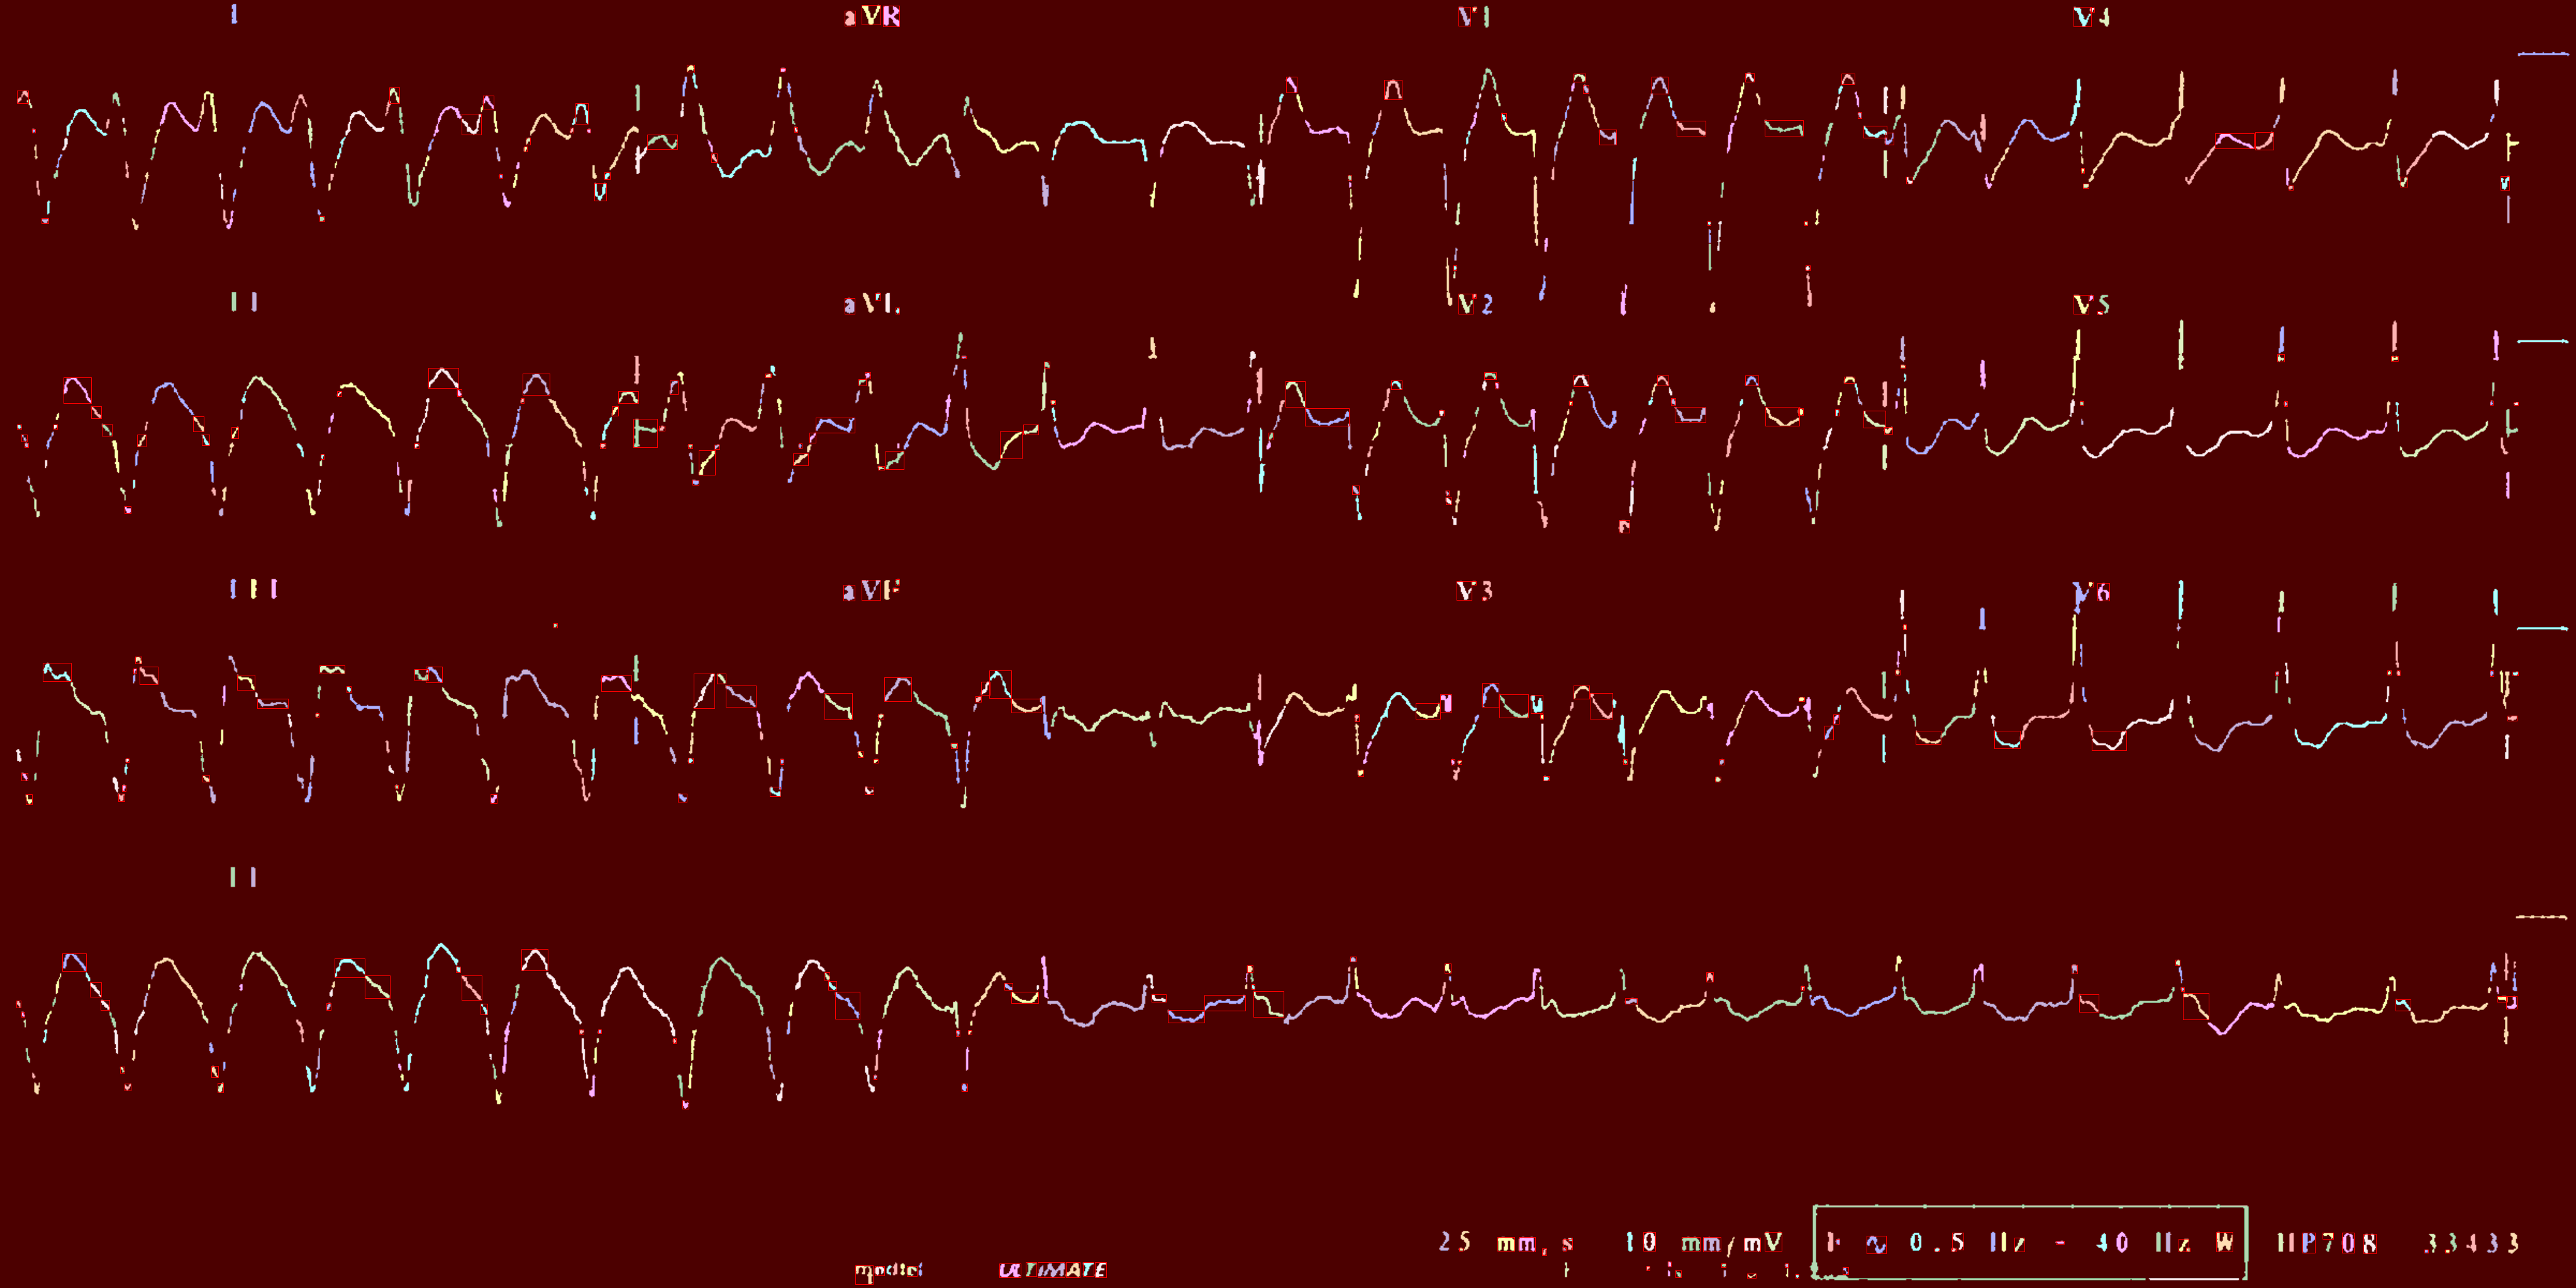 I aVR V1 V4
II aVL V2 V5
III aVF V3 V6
II
25 mm/s 10 mm/mV F ∿ 0.5 Hz - 40 Hz W HP708 33433
medtel ULTIMATE